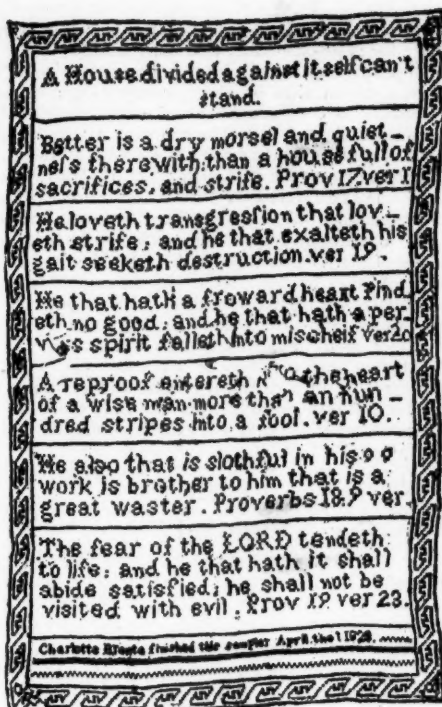 A House divided against itself can't
stand.
Better is a dry morsel and quiet-
neſs therewith than a house full of
sacrifices, and strife. Prov 17 ver 1
He loveth transgreſsion that lov-
eth strife: and he that exalteth his
gait seeketh destruction. ver 19.
He that hath a froward heart find
eth no good: and he that hath a per
spirit falleth into mischeif ver 20
A reproof entereth into the heart
of a wise man more than an hun-
dred stripes into a fool. ver 10.
He also that is slothful in his o o
work is brother to him that is a
great waster. Proverbs 18.9 ver.
The fear of the LORD tendeth
to life: and he that hath it shall
abide satisfied; he shall not be
visited with evil. Prov 19 ver 23.
Charlotte finished this sampler April the 1